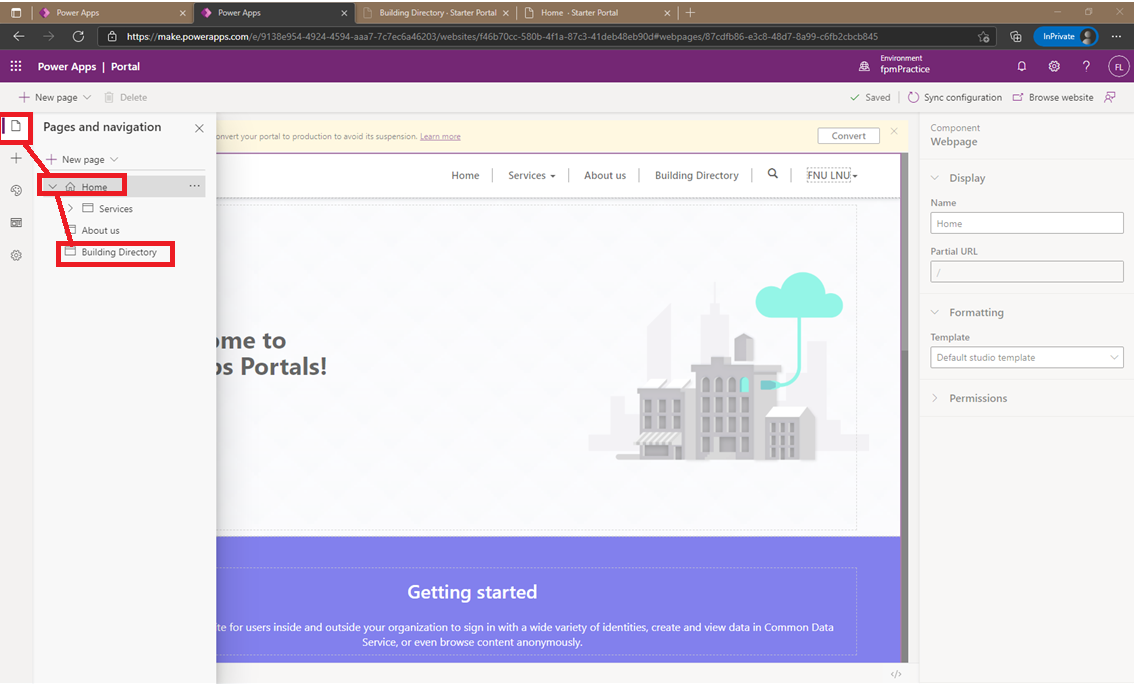 Power Apps
Power Apps
Building Directory - Starter Portal
Home - Starter Portal
https://make.powerapps.com/e/9138e954-4924-4594-aaa7-7c7ec6a46203/websites/f46b70cc-580b-4f1a-87c3-41deb48eb90d#webpages/87cdfb86-e3c8-48d7-8a99-c6fb2cbcb845
InPrivate
Power Apps | Portal
Environment
fpmPractice
FL
New page
Delete
Saved
Sync configuration
Browse website
Pages and navigation
New page
Home
Services
About us
Building Directory
onvert your portal to production to avoid its suspension. Learn more
Convert
Home
Services
About us
Building Directory
FNU LNU
ome to
ps Portals!
Getting started
te for users inside and outside your organization to sign in with a wide variety of identities, create and view data in Common Data
Service, or even browse content anonymously.
Component
Webpage
Display
Name
Home
Partial URL
/
Formatting
Template
Default studio template
Permissions